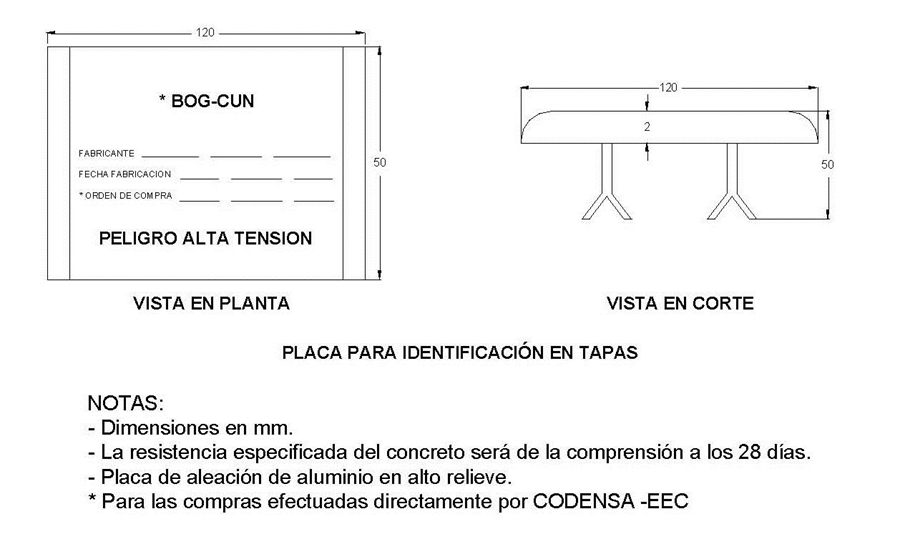 120
* BOG-CUN
FABRICANTE
FECHA FABRICACION
* ORDEN DE COMPRA
PELIGRO ALTA TENSION
50
VISTA EN PLANTA
120
2
50
VISTA EN CORTE
PLACA PARA IDENTIFICACIÓN EN TAPAS
NOTAS:
- Dimensiones en mm.
- La resistencia especificada del concreto será de la comprensión a los 28 días.
- Placa de aleación de aluminio en alto relieve.
* Para las compras efectuadas directamente por CODENSA -EEC